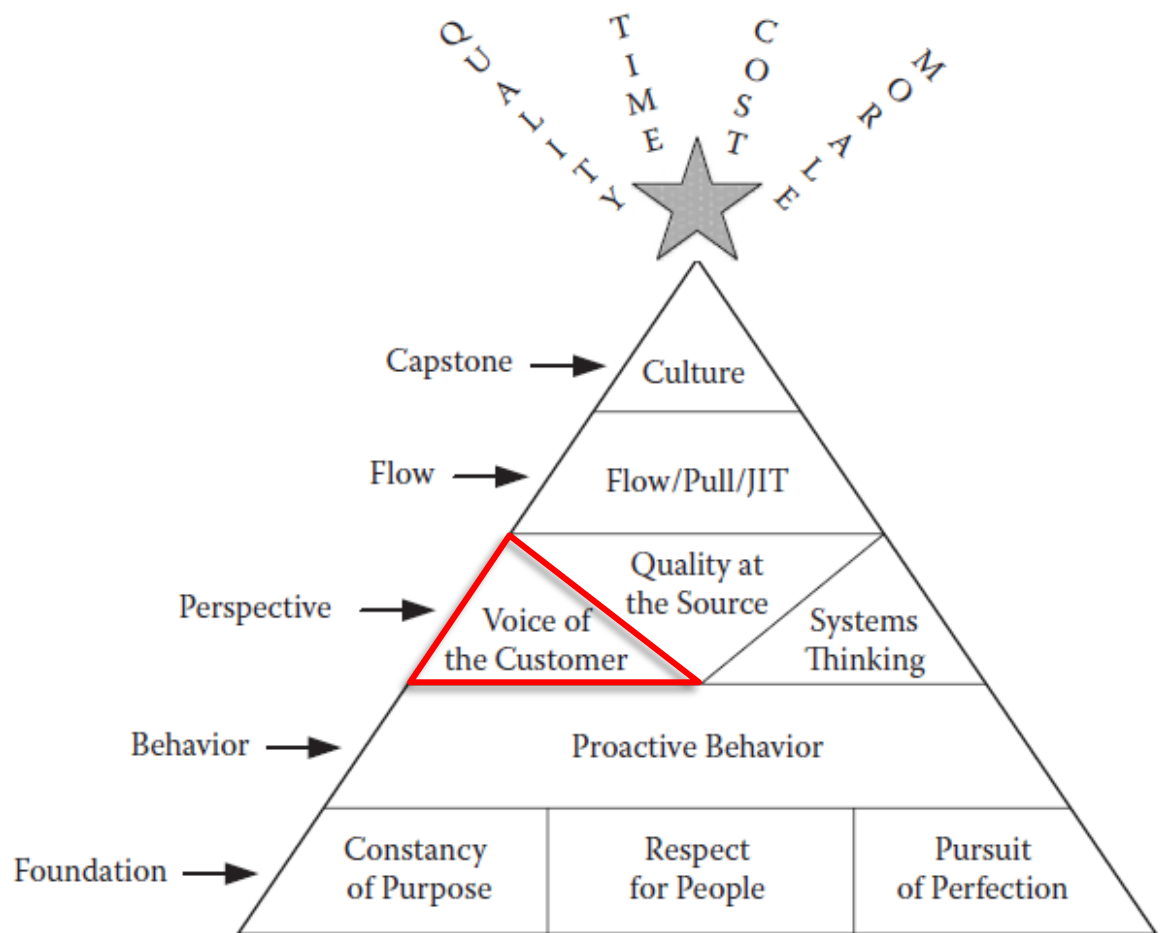 QUALITY
TIME
COST
MORALE
Capstone
Culture
Flow
Flow/Pull/JIT
Perspective
Voice of
the Customer
Quality at
the Source
Systems
Thinking
Behavior
Proactive Behavior
Foundation
Constancy
of Purpose
Respect
for People
Pursuit
of Perfection